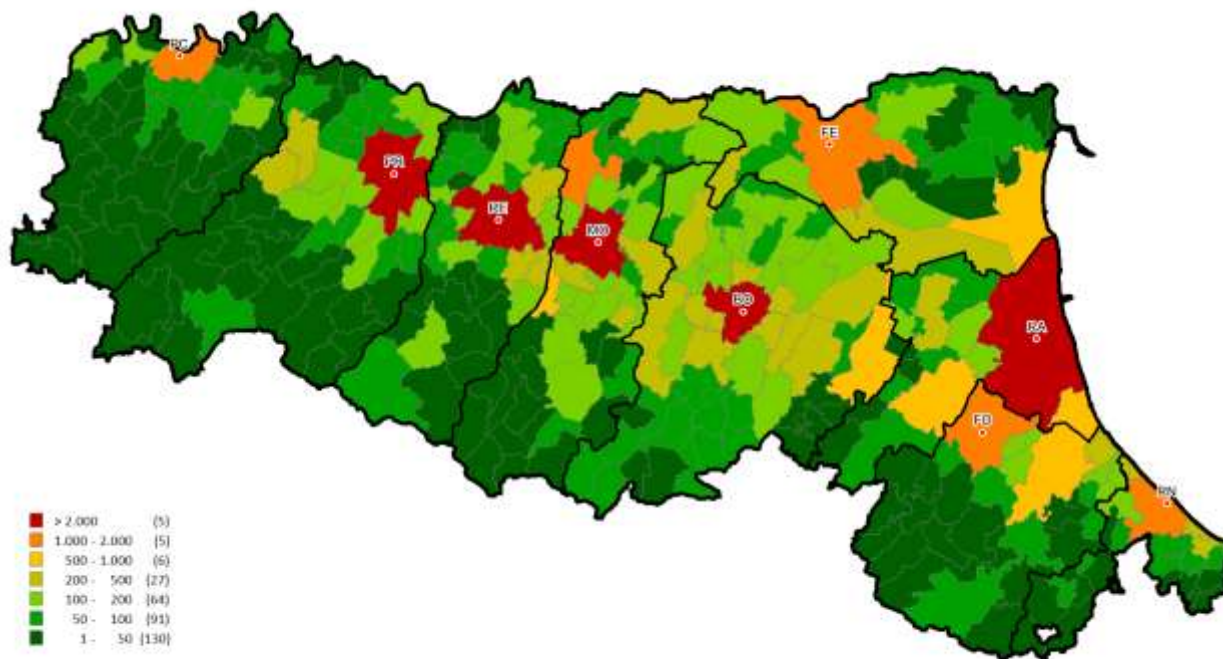 PC
FE
PR
RE
MO
BO
RA
FO
RN
> 2.000 (5)
1.000 - 2.000 (5)
500 - 1.000 (6)
200 - 500 (27)
100 - 200 (64)
50 - 100 (91)
1 - 50 (130)